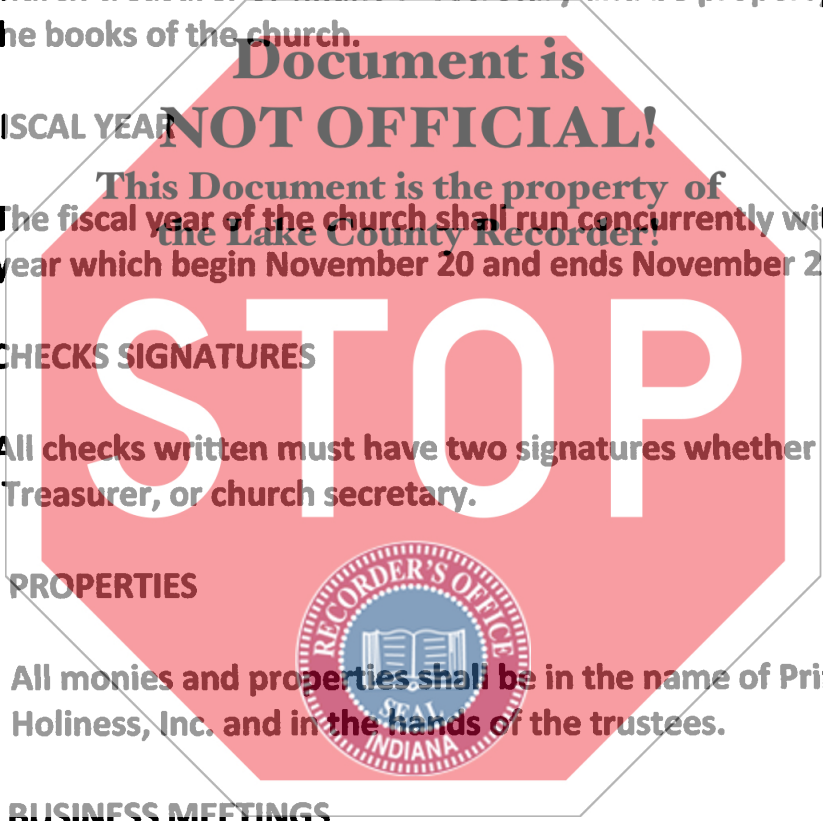 he books of the church.
Document is
NOT OFFICIAL!
ISCAL YEAR
This Document is the property of
the Lake County Recorder!
The fiscal year of the church shall run concurrently wit
year which begin November 20 and ends November 2
STOP
CHECKS SIGNATURES
All checks written must have two signatures whether
Treasurer, or church secretary.
PROPERTIES
RECORDER'S OFFICE
SEAL
INDIANA
All monies and properties shall be in the name of Pri
Holiness, Inc. and in the hands of the trustees.
BUSINESS MEETINGS